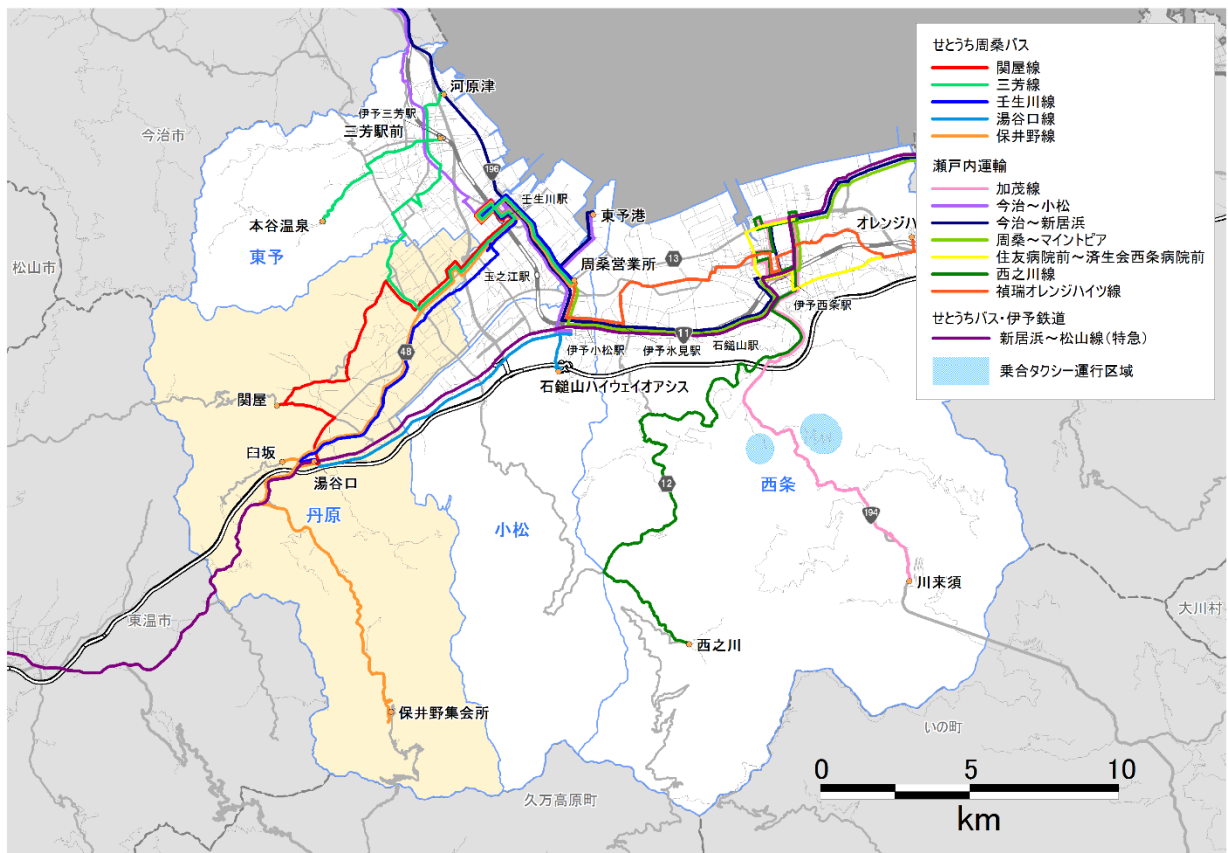 せとうち周桑バス
関屋線
三芳線
壬生川線
湯谷口線
保井野線
瀬戸内運輸
加茂線
今治～小松
今治～新居浜
周桑～マイントピア
住友病院前～済生会西条病院前
西之川線
禎瑞オレンジハイツ線
せとうちバス・伊予鉄道
新居浜～松山線(特急)
乗合タクシー運行区域
河原津
伊予三芳駅
三芳駅前
今治市
196
壬生川駅
本谷温泉
東予港
オレンジハ
東予
松山市
周桑営業所
13
玉之江駅
伊予西条駅
11
48
伊予小松駅
伊予氷見駅
石鎚山駅
石鎚山ハイウェイオアシス
関屋
臼坂
湯谷口
12
西条
丹原
小松
194
川来須
東温市
大川村
西之川
保井野集会所
いの町
久万高原町
0 5 10
km